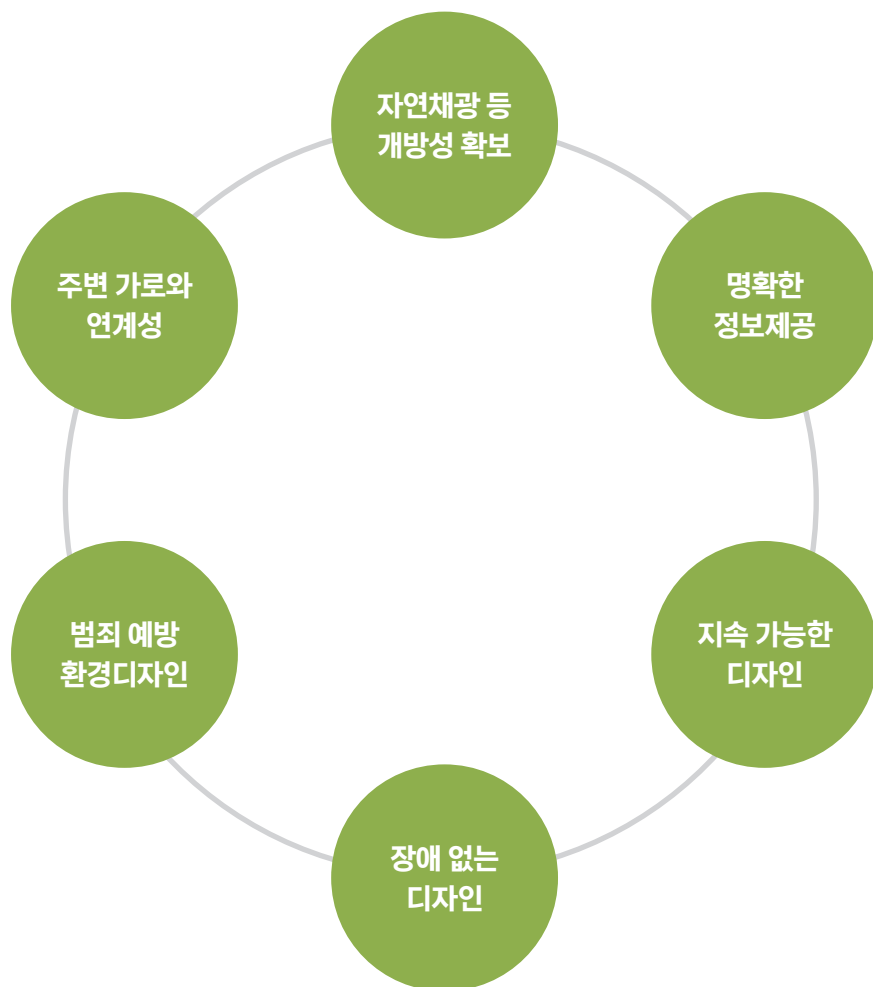 자연채광 등
개방성 확보
주변 가로와
연계성
명확한
정보제공
범죄 예방
환경디자인
지속 가능한
디자인
장애 없는
디자인